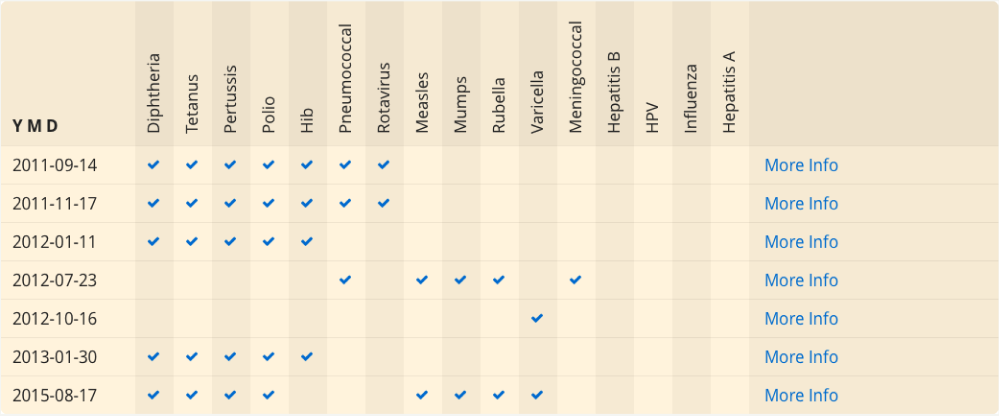 Y M D Diphtheria Tetanus Pertussis Polio Hib Pneumococcal Rotavirus Measles Mumps Rubella Varicella Meningococcal Hepatitis B HPV Influenza Hepatitis A
2011-09-14 ✔ ✔ ✔ ✔ ✔ ✔ ✔ More Info
2011-11-17 ✔ ✔ ✔ ✔ ✔ ✔ ✔ More Info
2012-01-11 ✔ ✔ ✔ ✔ ✔ More Info
2012-07-23 ✔ ✔ ✔ ✔ ✔ More Info
2012-10-16 ✔ More Info
2013-01-30 ✔ ✔ ✔ ✔ ✔ More Info
2015-08-17 ✔ ✔ ✔ ✔ ✔ ✔ ✔ ✔ More Info